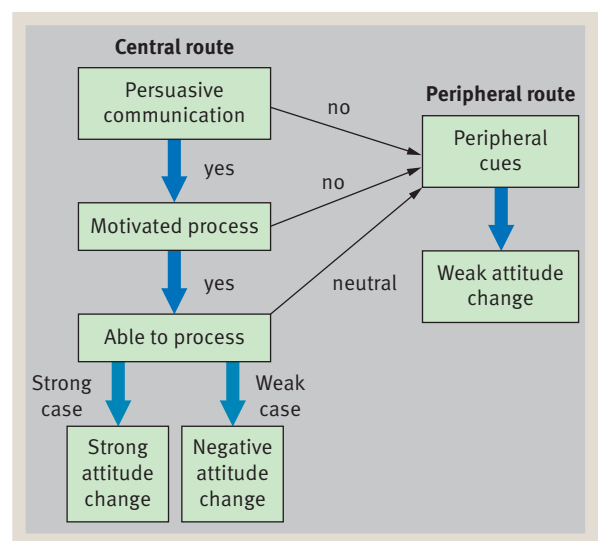 Central route
Persuasive
communication
no
Peripheral route
Peripheral
cues
yes
no
Motivated process
yes
neutral
Weak attitude
change
Able to process
Strong
case
Weak
case
Strong
attitude
change
Negative
attitude
change